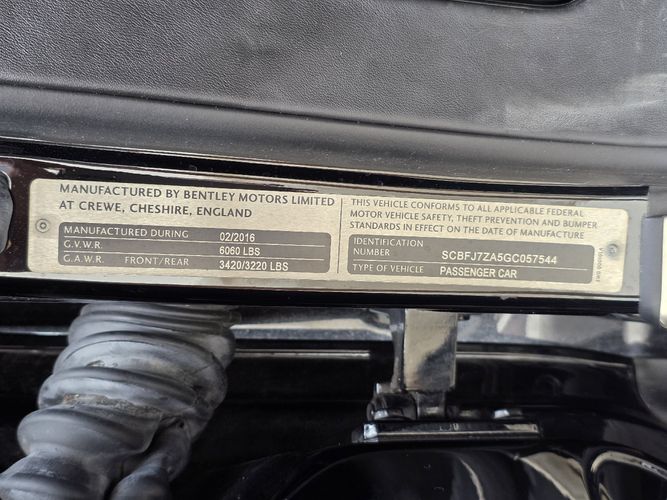 MANUFACTURED BY BENTLEY MOTORS LIMITED
AT CREWE, CHESHIRE, ENGLAND
MANUFACTURED DURING 02/2016
G.V.W.R. 6060 LBS
G.A.W.R. FRONT/REAR 3420/3220 LBS
THIS VEHICLE CONFORMS TO ALL APPLICABLE FEDERAL
MOTOR VEHICLE SAFETY, THEFT PREVENTION AND BUMPER
STANDARDS IN EFFECT ON THE DATE OF MANUFACTURE
IDENTIFICATION
NUMBER SCBFJ7ZA5GC057544
TYPE OF VEHICLE PASSENGER CAR